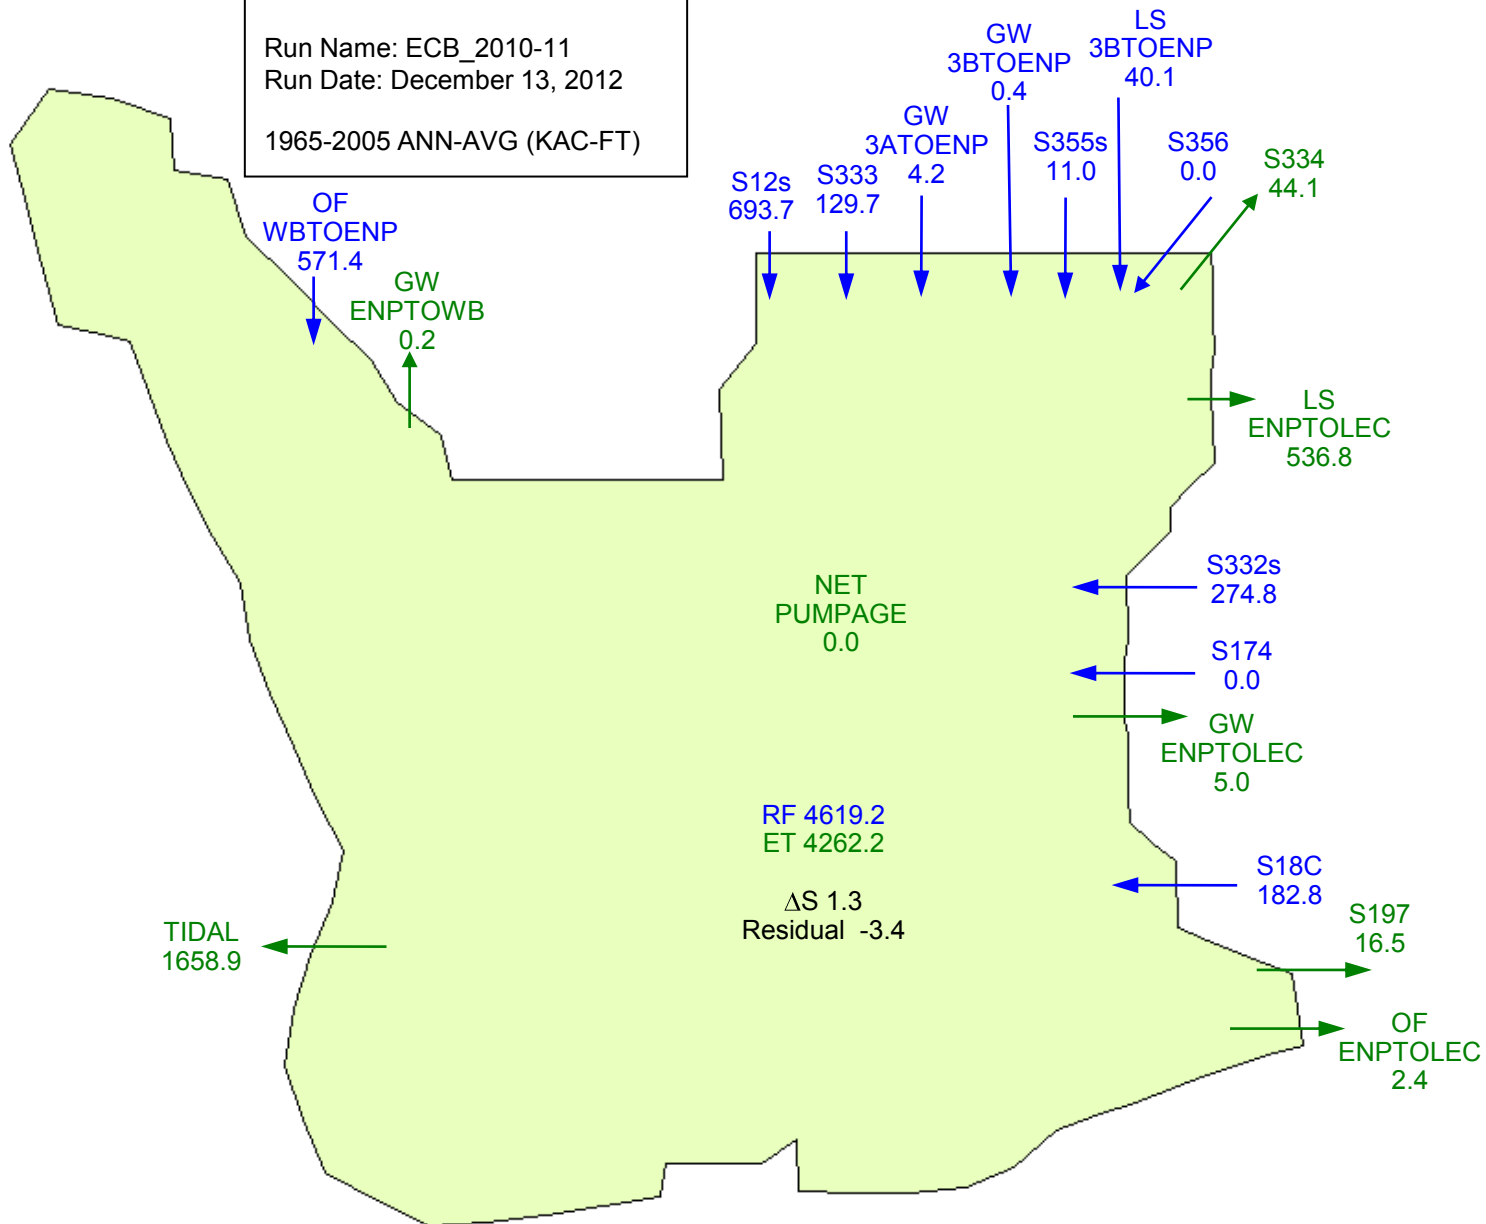 Run Name: ECB_2010-11
Run Date: December 13, 2012
1965-2005 ANN-AVG (KAC-FT)
OF
WBTOENP
571.4
GW
ENPTOWB
0.2
S12s
693.7
S333
129.7
GW
3ATOENP
4.2
GW
3BTOENP
0.4
S355s
11.0
LS
3BTOENP
40.1
S356
0.0
S334
44.1
LS
ENPTOLEC
536.8
NET
PUMPAGE
0.0
S332s
274.8
S174
0.0
GW
ENPTOLEC
5.0
RF 4619.2
ET 4262.2
ΔS 1.3
Residual -3.4
S18C
182.8
TIDAL
1658.9
S197
16.5
OF
ENPTOLEC
2.4